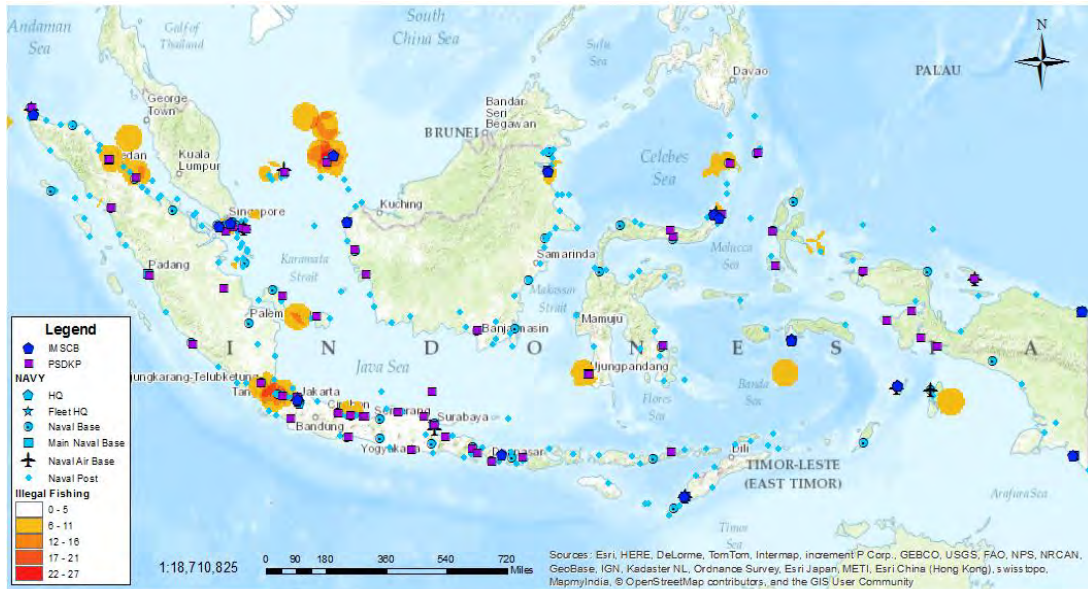 Andaman
Sea
Gulf of
Thailand
South
China Sea
Sulu
Sea
Davao
PALAU
N
George
Town
Kuala
Lumpur
edan
Bandar
Seri
Begawan
BRUNEI
Celebes
Sea
Singapore
Kuching
Padang
Karamata
Strait
Samarinda
Makassar
Strait
Molucca
Sea
Palem
Mamuju
Banjarmasin
I N D O N E S I A
Java Sea
Ujungpandang
Flores
Sea
Banda
Sea
ungkarang-Telubketung
Tan
Jakarta
Bandung
Semarang
Surabaya
Yogyakarta
Denpasar
Dili
TIMOR-LESTE
(EAST TIMOR)
Timor
Sea
Arafura Sea
Legend
IMSCB
PSDKP
NAVY
HQ
Fleet HQ
Naval Base
Main Naval Base
Naval Air Base
Naval Post
Illegal Fishing
0 - 5
6 - 11
12 - 16
17 - 21
22 - 27
1:18,710,825
0 90 180 360 540 720
Miles
Sources: Esri, HERE, DeLorme, TomTom, Intermap, increment P Corp., GEBCO, USGS, FAO, NPS, NRCAN,
GeoBase, IGN, Kadaster NL, Ordnance Survey, Esri Japan, METI, Esri China (Hong Kong), swisstopo,
MapmyIndia, © OpenStreetMap contributors, and the GIS User Community